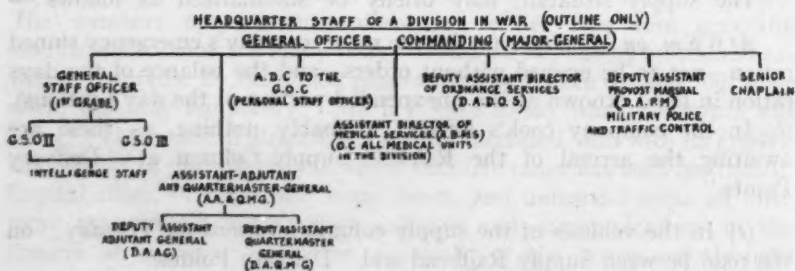 HEADQUARTER STAFF OF A DIVISION IN WAR (OUTLINE ONLY)
GENERAL OFFICER COMMANDING (MAJOR-GENERAL)
GENERAL
STAFF OFFICER
(1ST GRADE)
G.S.O II
G.S.O III
INTELLIGENCE STAFF
A.D.C TO THE
G.O.C
(PERSONAL STAFF OFFICER)
ASSISTANT-ADJUTANT
AND QUARTERMASTER-GENERAL
(A.A. & Q.M.G.)
DEPUTY ASSISTANT
ADJUTANT GENERAL
(D.A.A.G)
DEPUTY ASSISTANT
QUARTERMASTER
GENERAL
(D.A.Q.M G)
ASSISTANT DIRECTOR OF
MEDICAL SERVICES (A.D.M.S)
(O.C ALL MEDICAL UNITS
IN THE DIVISION)
DEPUTY ASSISTANT DIRECTOR
OF ORDNANCE SERVICES
(D.A.D.O.S)
DEPUTY ASSISTANT
PROVOST MARSHAL
(D.A.P.M)
MILITARY POLICE
AND TRAFFIC CONTROL
SENIOR
CHAPLAIN